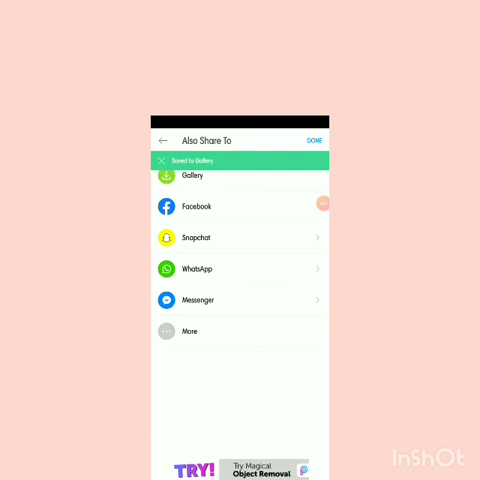 Also Share To
DONE
Saved to Gallery
Gallery
Facebook
Snapchat
WhatsApp
Messenger
More
TRY!
Try Magical
Object Removal
InShOt